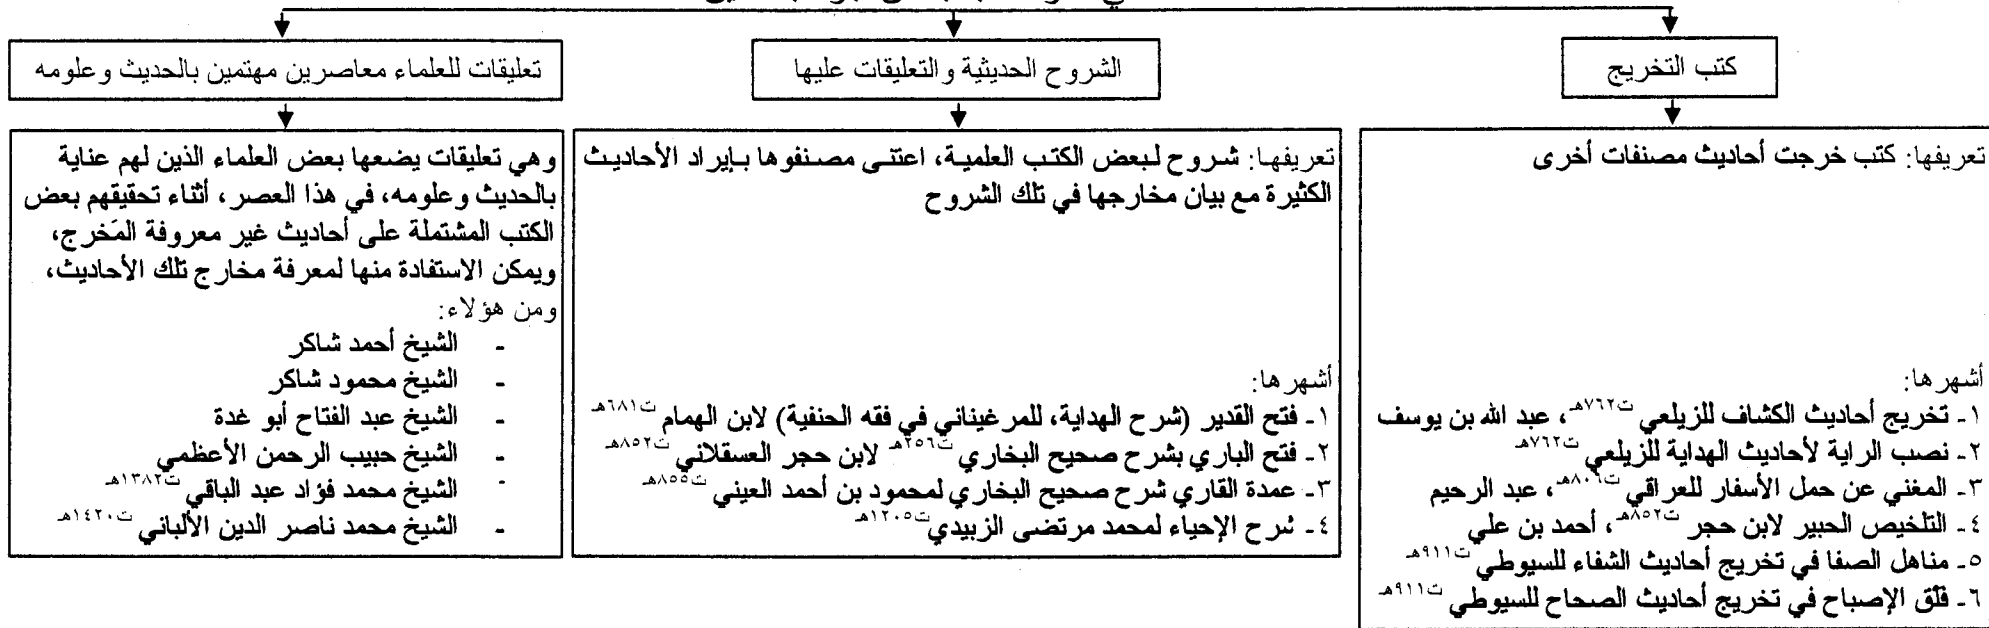 كتب التخريج
تعريفها: كتب خرجت أحاديث مصنفات أخرى
أشهرها:
١- تخريج أحاديث الكشاف للزيلعي ت٧٦٢هـ، عبد الله بن يوسف
٢- نصب الراية لأحاديث الهداية للزيلعي ت٧٦٢هـ
٣- المغني عن حمل الأسفار للعراقي ت٨٠٦هـ، عبد الرحيم
٤- التلخيص الحبير لابن حجر ت٨٥٢هـ، أحمد بن علي
٥- مناهل الصفا في تخريج أحاديث الشفاء للسيوطي ت٩١١هـ
٦- فلق الإصباح في تخريج أحاديث الصحاح للسيوطي ت٩١١هـ
الشروح الحديثية والتعليقات عليها
تعريفها: شروح لبعض الكتب العلمية، اعتنى مصنفوها بإيراد الأحاديث
الكثيرة مع بيان مخارجها في تلك الشروح
أشهرها:
١- فتح القدير (شرح الهداية، للمرغيناني في فقه الحنفية) لابن الهمام ت٦٨١هـ
٢- فتح الباري بشرح صحيح البخاري ت٢٥٦هـ لابن حجر العسقلاني ت٨٥٢هـ
٣- عمدة القاري شرح صحيح البخاري لمحمود بن أحمد العيني ت٨٥٥هـ
٤- شرح الإحياء لمحمد مرتضى الزبيدي ت١٢٠٥هـ
تعليقات للعلماء معاصرين مهتمين بالحديث وعلومه
وهي تعليقات يضعها بعض العلماء الذين لهم عناية
بالحديث وعلومه، في هذا العصر، أثناء تحقيقهم بعض
الكتب المشتملة على أحاديث غير معروفة المَخرج،
ويمكن الاستفادة منها لمعرفة مخارج تلك الأحاديث،
ومن هؤلاء:
- الشيخ أحمد شاكر
- الشيخ محمود شاكر
- الشيخ عبد الفتاح أبو غدة
- الشيخ حبيب الرحمن الأعظمي
- الشيخ محمد فؤاد عبد الباقي ت١٣٨٢هـ
- الشيخ محمد ناصر الدين الألباني ت١٤٢٠هـ